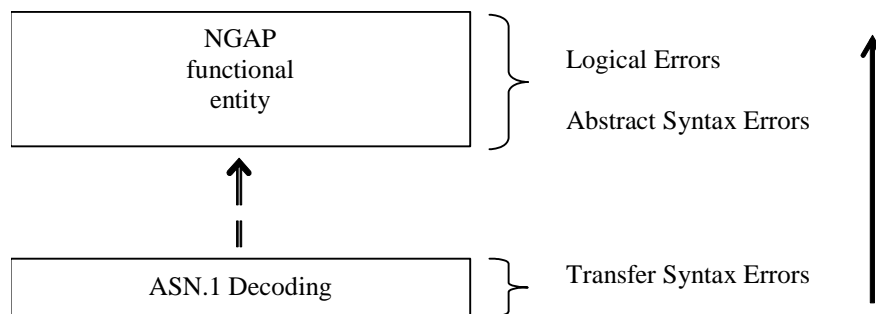 NGAP
functional
entity
Logical Errors
Abstract Syntax Errors
ASN.1 Decoding
Transfer Syntax Errors